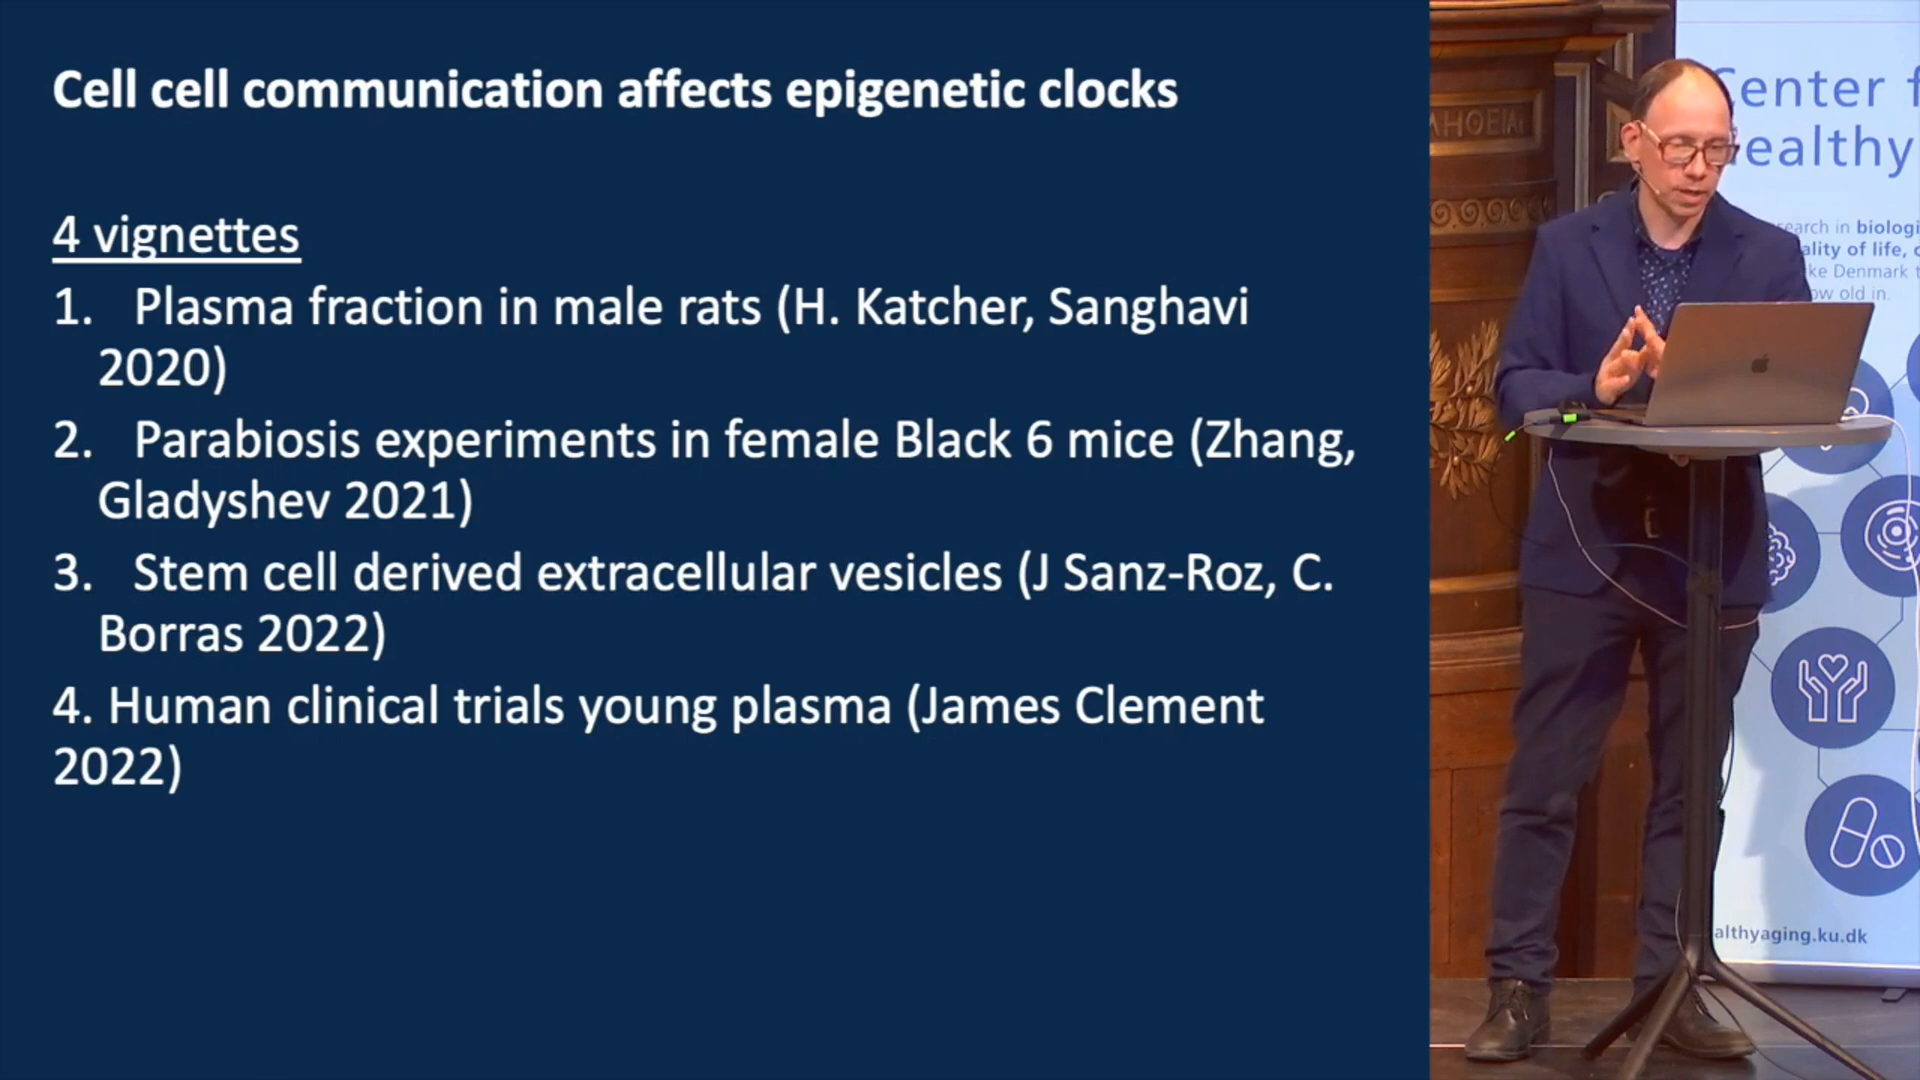 Cell cell communication affects epigenetic clocks
4 vignettes
1. Plasma fraction in male rats (H. Katcher, Sanghavi
2020)
2. Parabiosis experiments in female Black 6 mice (Zhang,
Gladyshev 2021)
3. Stem cell derived extracellular vesicles (J Sanz-Roz, C.
Borras 2022)
4. Human clinical trials young plasma (James Clement
2022)
ΛΗΘΕΙΑ
enter f
ealthy
earch in biologi
ality of life, c
ke Denmark t
ow old in.
althyaging.ku.dk